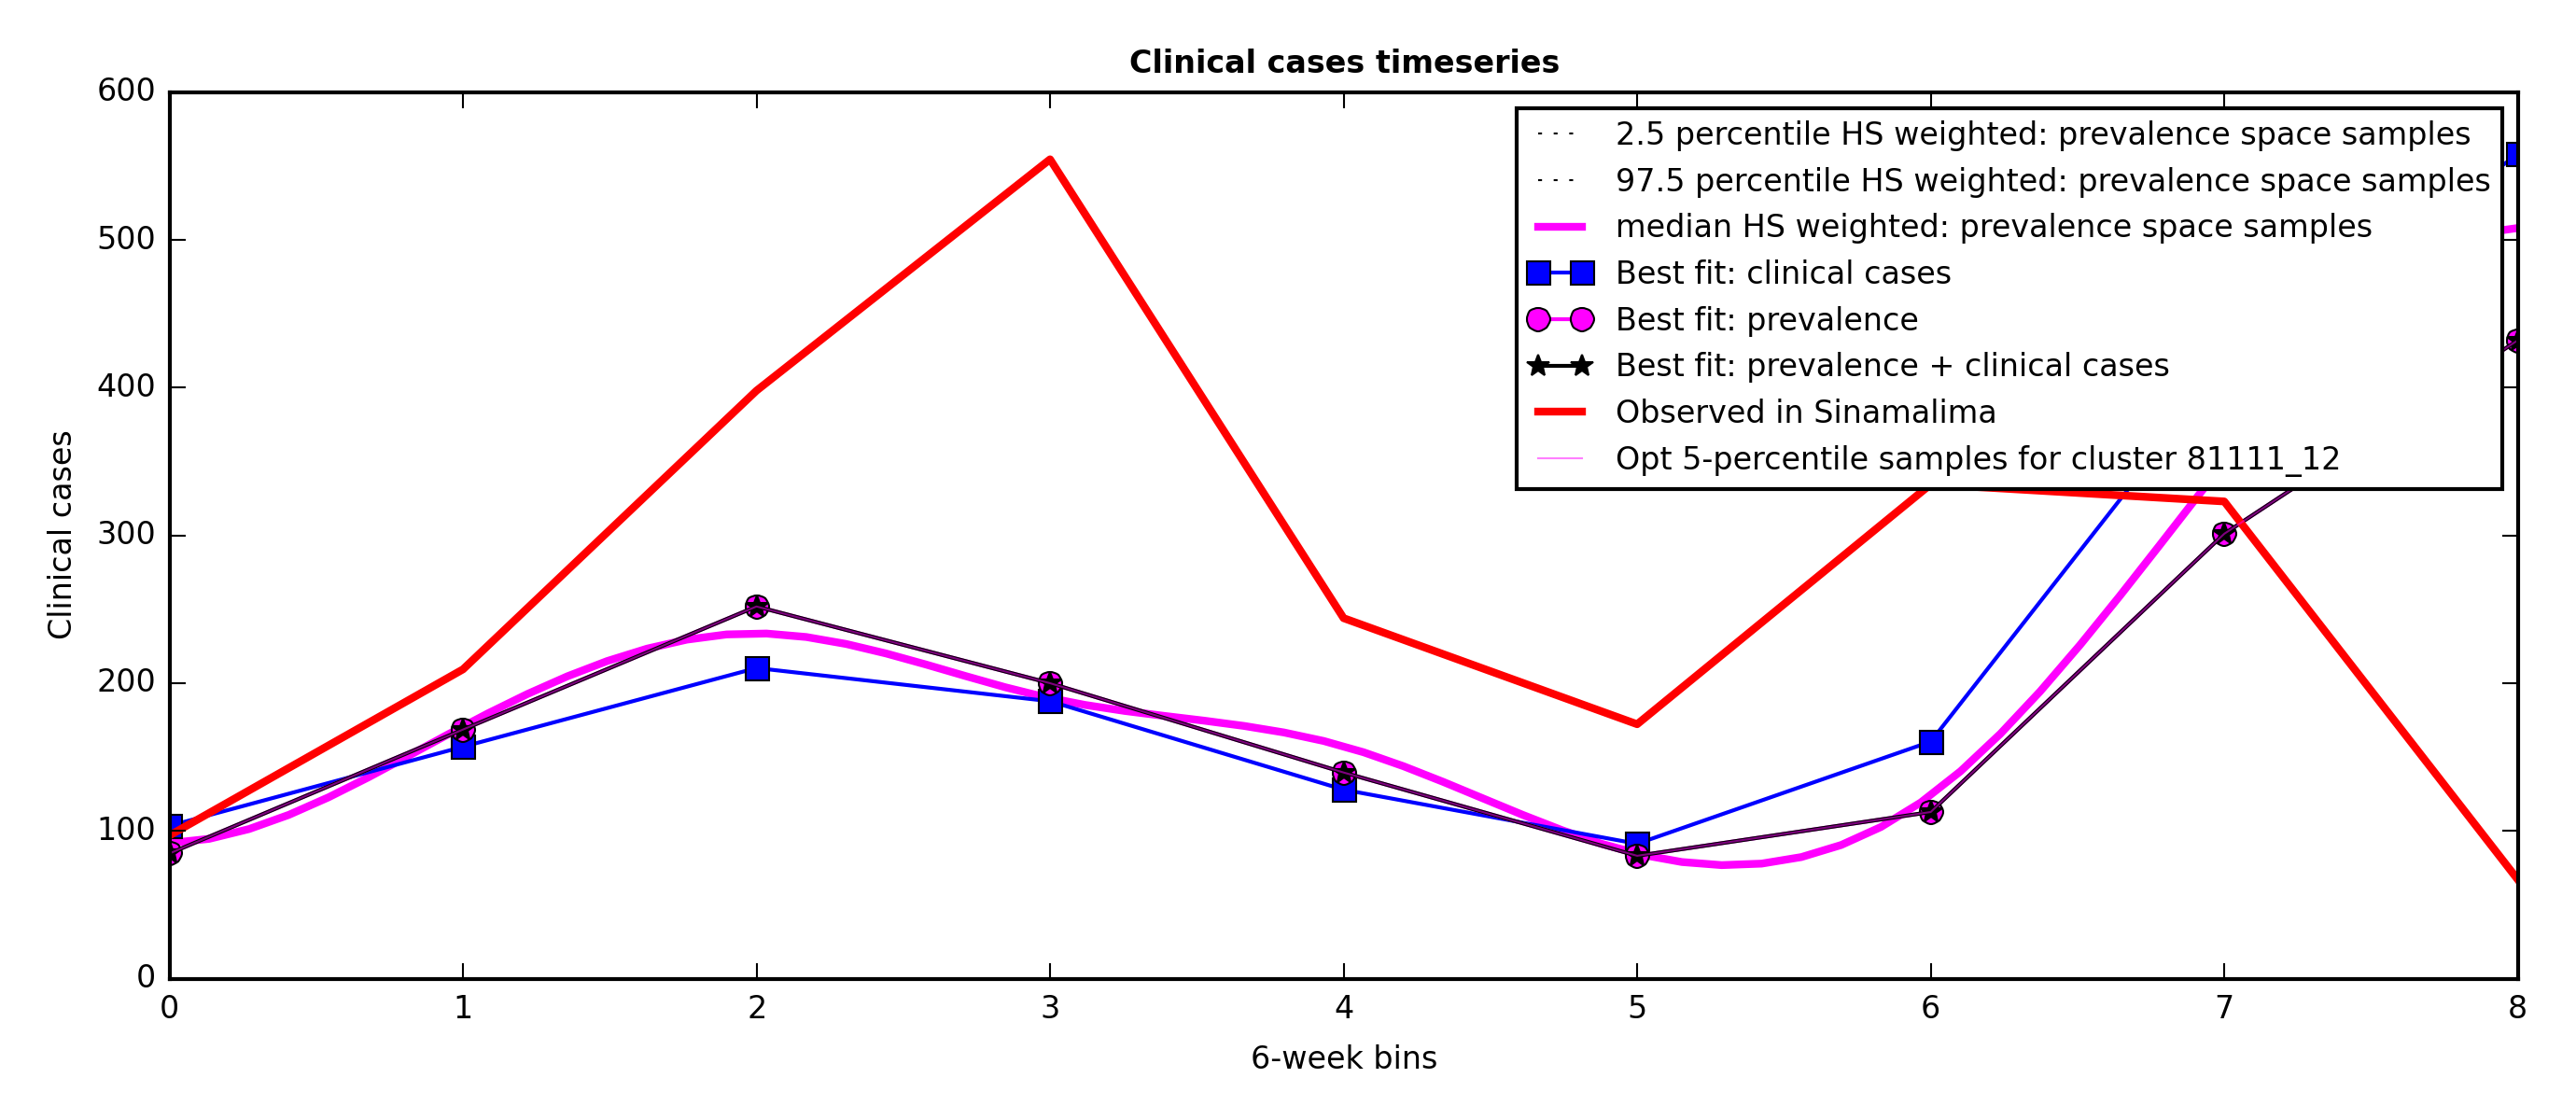 Clinical cases timeseries
600
500
400
300
200
100
0
Clinical cases
2.5 percentile HS weighted: prevalence space samples
97.5 percentile HS weighted: prevalence space samples
median HS weighted: prevalence space samples
Best fit: clinical cases
Best fit: prevalence
Best fit: prevalence + clinical cases
Observed in Sinamalima
Opt 5-percentile samples for cluster 81111_12
0 1 2 3 4 5 6 7 8
6-week bins